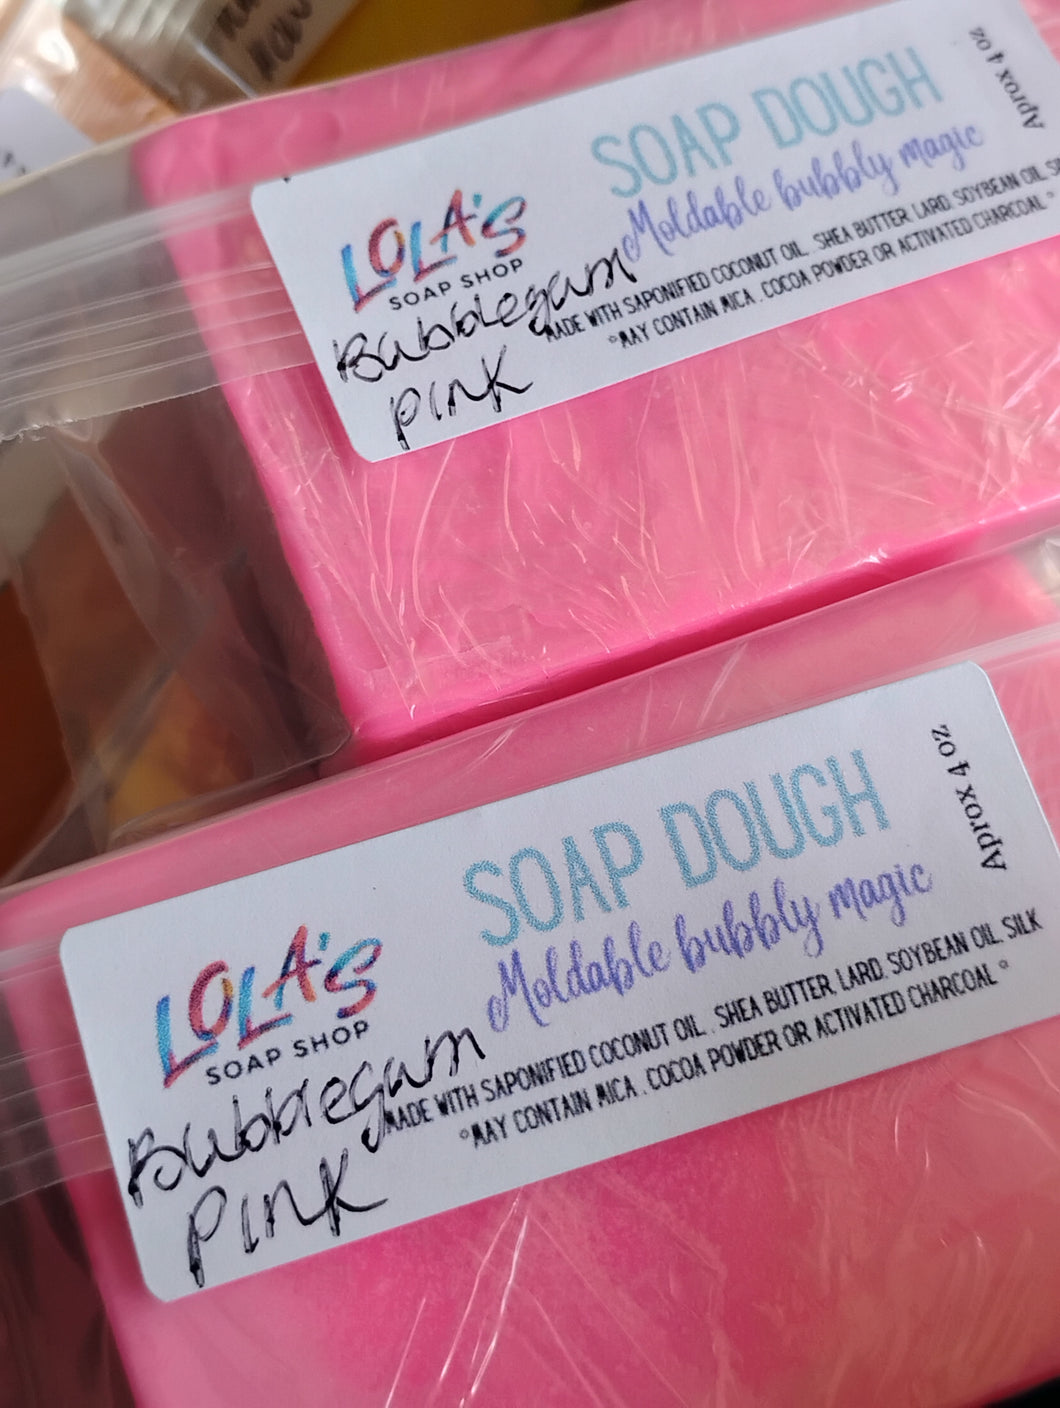 SOAP DOUGH
Aprox 4 oz
Moldable bubbly magic
LOLA'S
SOAP SHOP
MADE WITH SAPONIFIED COCONUT OIL . SHEA BUTTER, LARD, SOYBEAN OIL,
°MAY CONTAIN MICA , COCOA POWDER OR ACTIVATED CHARCOAL °
Bubblegum
Pink
SOAP DOUGH
Aprox 4 oz
Moldable bubbly magic
LOLA'S
SOAP SHOP
MADE WITH SAPONIFIED COCONUT OIL . SHEA BUTTER, LARD, SOYBEAN OIL, SILK
°MAY CONTAIN MICA , COCOA POWDER OR ACTIVATED CHARCOAL °
Bubblegum
Pink